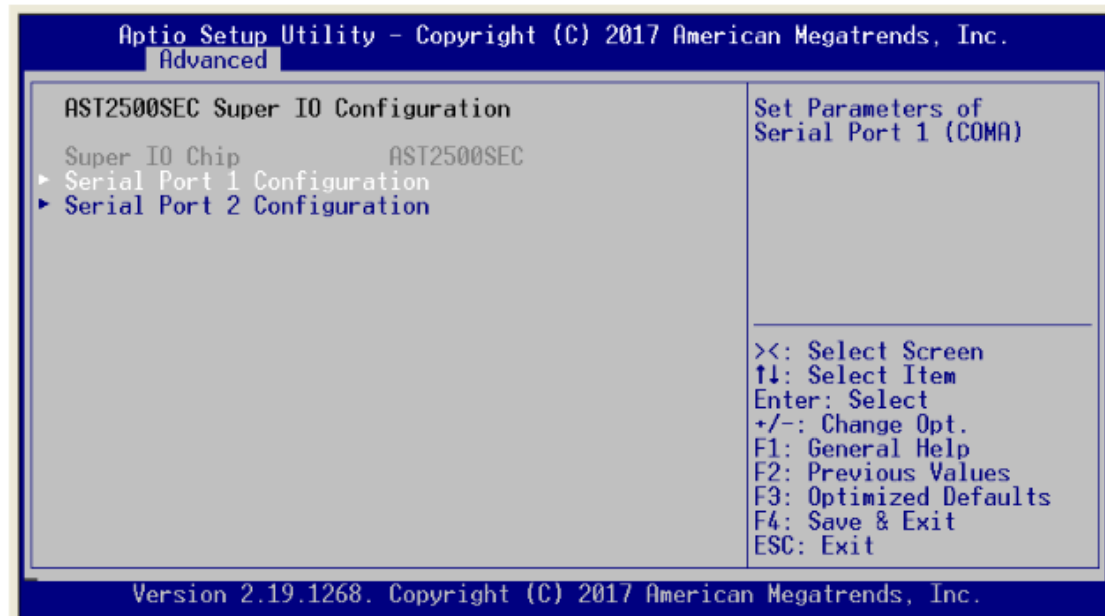 Aptio Setup Utility – Copyright (C) 2017 American Megatrends, Inc.
Advanced
AST2500SEC Super IO Configuration
Super IO Chip AST2500SEC
► Serial Port 1 Configuration
► Serial Port 2 Configuration
Set Parameters of
Serial Port 1 (COMA)
><: Select Screen
↑↓: Select Item
Enter: Select
+/-: Change Opt.
F1: General Help
F2: Previous Values
F3: Optimized Defaults
F4: Save & Exit
ESC: Exit
Version 2.19.1268. Copyright (C) 2017 American Megatrends, Inc.